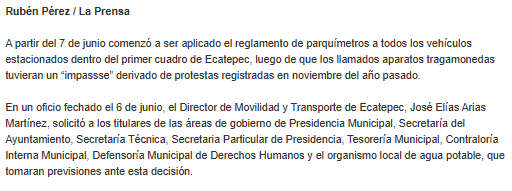 Rubén Pérez / La Prensa
A partir del 7 de junio comenzó a ser aplicado el reglamento de parquímetros a todos los vehículos
estacionados dentro del primer cuadro de Ecatepec, luego de que los llamados aparatos tragamonedas
tuvieran un “impassse” derivado de protestas registradas en noviembre del año pasado.
En un oficio fechado el 6 de junio, el Director de Movilidad y Transporte de Ecatepec, José Elías Arias
Martínez, solicitó a los titulares de las áreas de gobierno de Presidencia Municipal, Secretaría del
Ayuntamiento, Secretaría Técnica, Secretaria Particular de Presidencia, Tesorería Municipal, Contraloría
Interna Municipal, Defensoría Municipal de Derechos Humanos y el organismo local de agua potable, que
tomaran previsiones ante esta decisión.